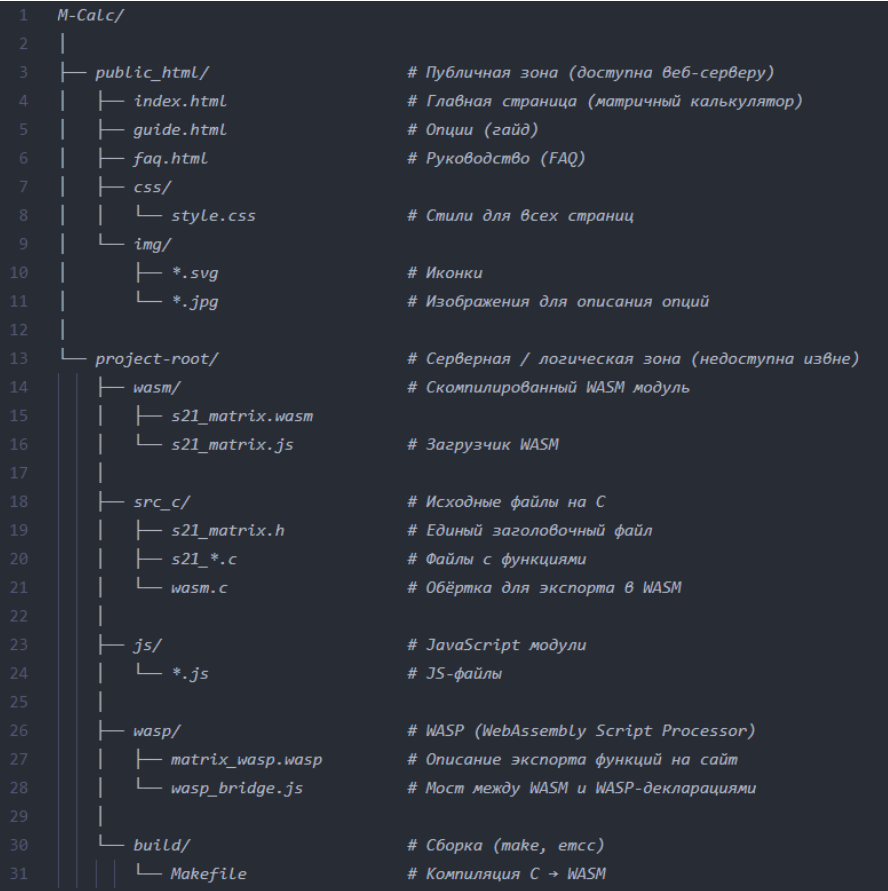 1 M-Calc/
2 │
3 ├── public_html/ # Публичная зона (доступна веб-серверу)
4 │ ├── index.html # Главная страница (матричный калькулятор)
5 │ ├── guide.html # Опции (гайд)
6 │ ├── faq.html # Руководство (FAQ)
7 │ ├── css/
8 │ │ └── style.css # Стили для всех страниц
9 │ └── img/
10 │ ├── *.svg # Иконки
11 │ └── *.jpg # Изображения для описания опций
12 │
13 └── project-root/ # Серверная / логическая зона (недоступна извне)
14 ├── wasm/ # Скомпилированный WASM модуль
15 │ ├── s21_matrix.wasm
16 │ └── s21_matrix.js # Загрузчик WASM
17 │
18 ├── src_c/ # Исходные файлы на C
19 │ ├── s21_matrix.h # Единый заголовочный файл
20 │ ├── s21_*.c # Файлы с функциями
21 │ └── wasm.c # Обёртка для экспорта в WASM
22 │
23 ├── js/ # JavaScript модули
24 │ └── *.js # JS-файлы
25 │
26 ├── wasp/ # WASP (WebAssembly Script Processor)
27 │ ├── matrix_wasp.wasp # Описание экспорта функций на сайт
28 │ └── wasp_bridge.js # Мост между WASM и WASP-декларациями
29 │
30 └── build/ # Сборка (make, emcc)
31 └── Makefile # Компиляция C → WASM